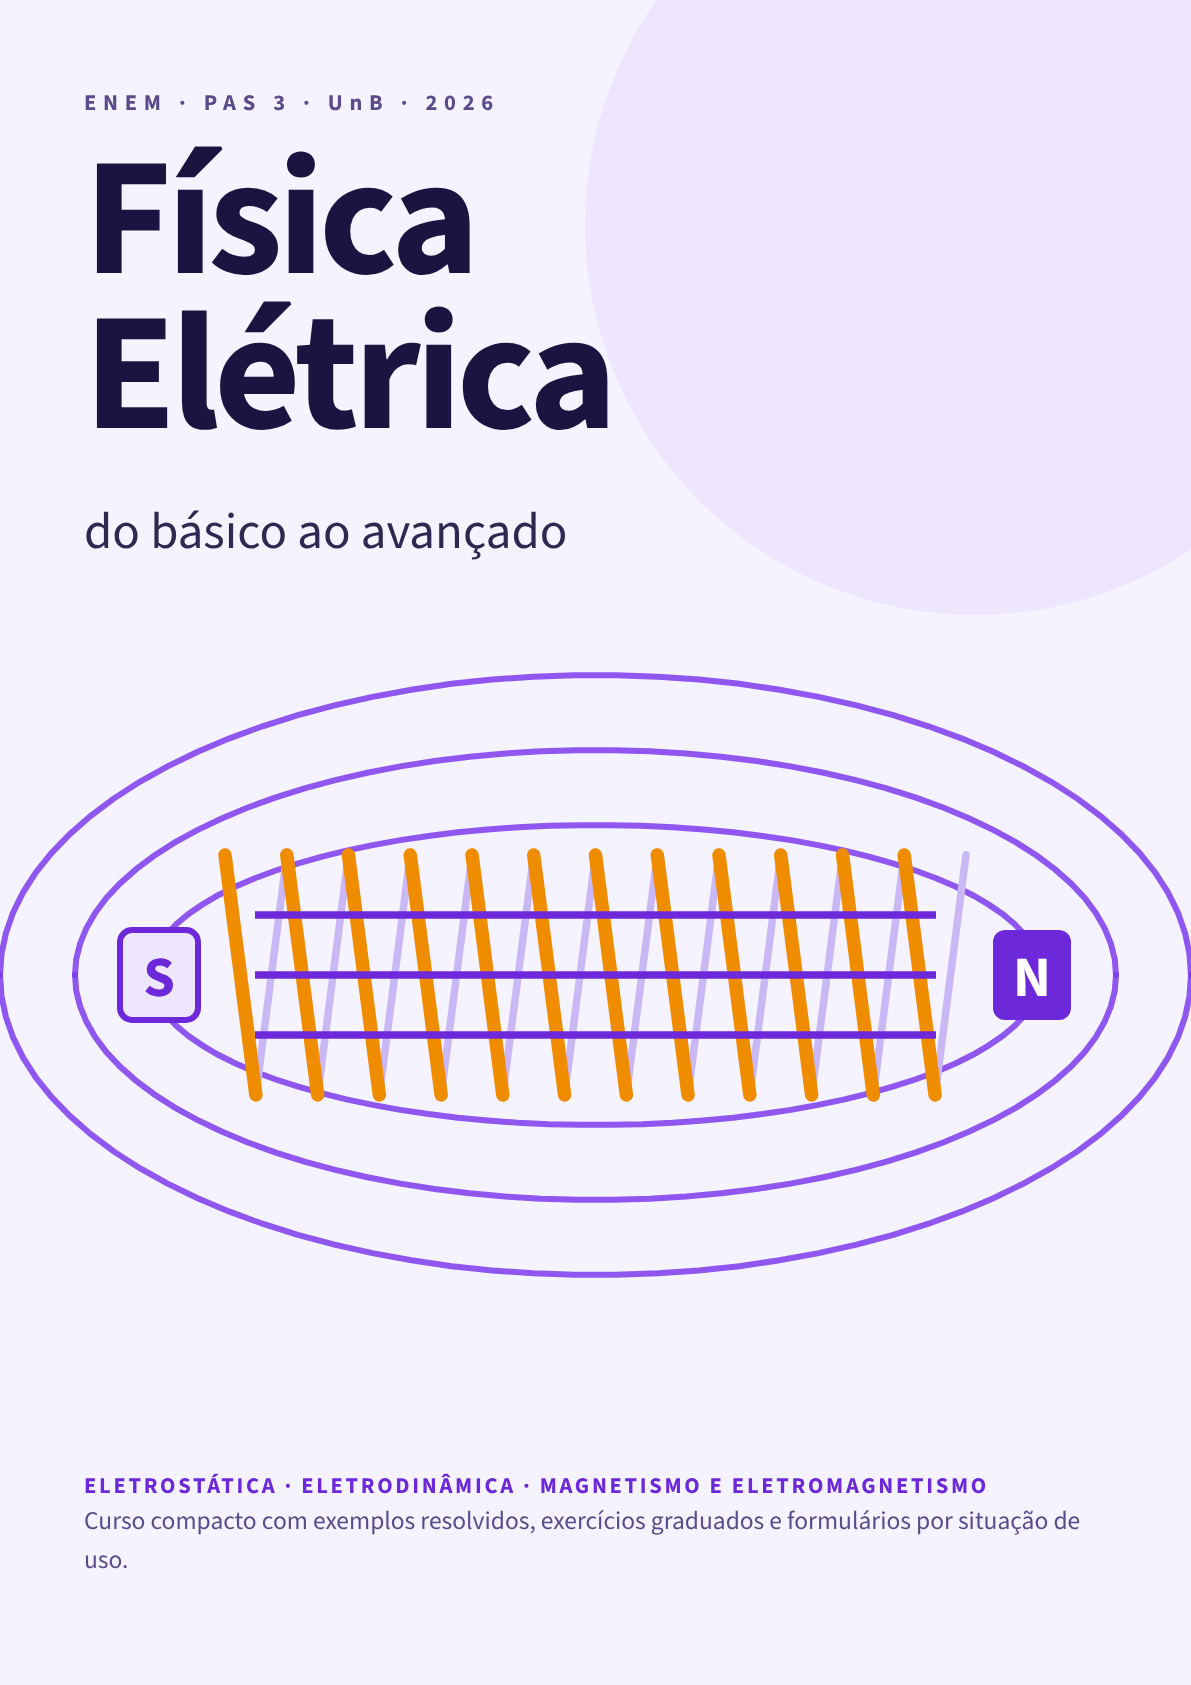 ENEM · PAS 3 · UnB · 2026
Física
Elétrica
do básico ao avançado
S
N
ELETROSTÁTICA · ELETRODINÂMICA · MAGNETISMO E ELETROMAGNETISMO
Curso compacto com exemplos resolvidos, exercícios graduados e formulários por situação de
uso.